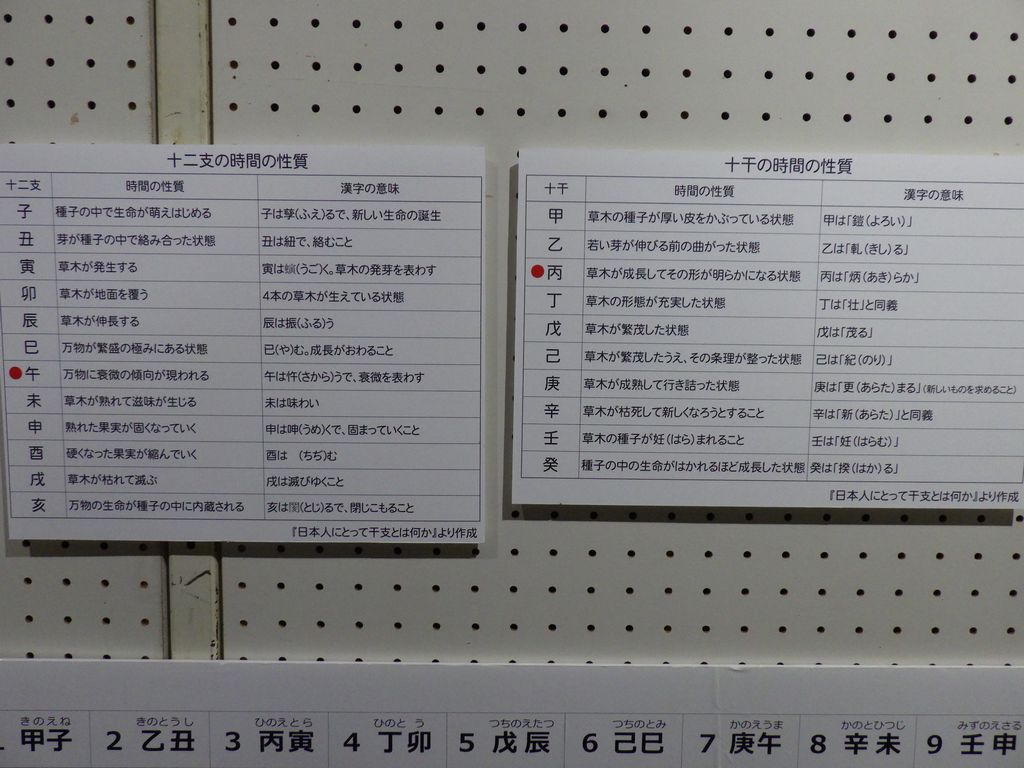 十二支の時間の性質
十二支 時間の性質 漢字の意味
子 種子の中で生命が萌えはじめる 子は孳(ふえ)るで、新しい生命の誕生
丑 芽が種子の中で絡み合った状態 丑は紐で、絡むこと
寅 草木が発生する 寅は螾(うご)く。草木の発芽を表わす
卯 草木が地面を覆う 4本の草木が生えている状態
辰 草木が伸長する 辰は振(ふる)う
巳 万物が繁盛の極みにある状態 已(や)む。成長がおわること
午 万物に衰微の傾向が現われる 午は忤(さから)うで、衰微を表わす
未 草木が熟れて滋味が生じる 未は味わい
申 熟れた果実が固くなっていく 申は呻(うめ)くで、固まっていくこと
酉 硬くなった果実が縮んでいく 酉は (ちぢ)む
戌 草木が枯れて滅ぶ 戌は滅びゆくこと
亥 万物の生命が種子の中に内蔵される 亥は(とじ)るで、閉じこもること
『日本人にとって干支とは何か』より作成
十干の時間の性質
十干 時間の性質 漢字の意味
甲 草木の種子が厚い皮をかぶっている状態 甲は「鎧(よろい)」
乙 若い芽が伸びる前の曲がった状態 乙は「軋(きし)る」
丙 草木が成長してその形が明らかになる状態 丙は「炳(あき)らか」
丁 草木の形態が充実した状態 丁は「壮」と同義
戊 草木が繁茂した状態 戊は「茂る」
己 草木が繁茂したうえ、その条理が整った状態 己は「紀(のり)」
庚 草木が成熟して行き詰った状態 庚は「更(あらた)まる」(新しいものを求めること)
辛 草木が枯死して新しくなろうとすること 辛は「新(あらた)」と同義
壬 草木の種子が妊(はら)まれること 壬は「妊(はらむ)」
癸 種子の中の生命がはかれるほど成長した状態 癸は「揆(はか)る」
『日本人にとって干支とは何か』より作成
きのえね きのとうし ひのえとら ひのと う つちのえたつ つちのとみ かのえうま かのとひつじ みずのえさる
1 甲子 2 乙丑 3 丙寅 4 丁卯 5 戊辰 6 己巳 7 庚午 8 辛未 9 壬申